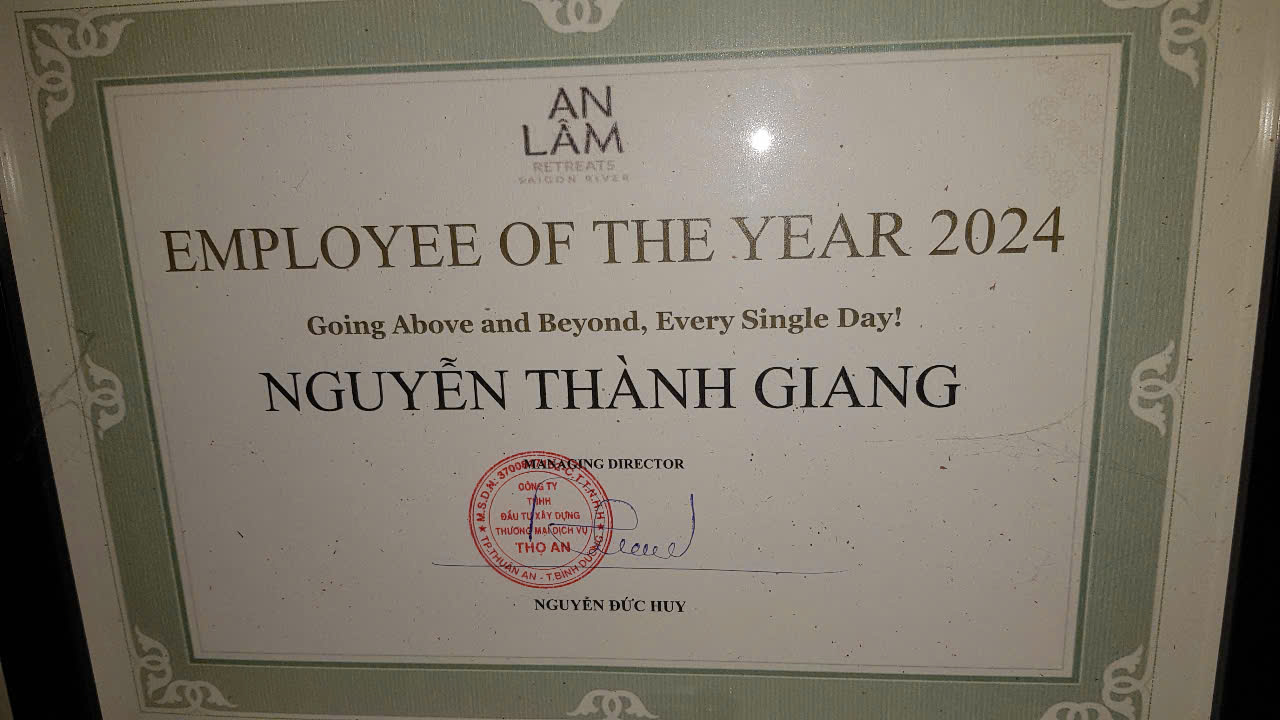 AN
LÂM
RETREATS
SAIGON RIVER
EMPLOYEE OF THE YEAR 2024
Going Above and Beyond, Every Single Day!
NGUYỄN THÀNH GIANG
MANAGING DIRECTOR
M.S.D.N: C.T.T.N.H.H
CÔNG TY
TNHH
ĐẦU TƯ XÂY DỰNG
THƯƠNG MẠI DỊCH VỤ
THỌ AN
TP.THUẬN AN - T.BÌNH DƯƠNG
NGUYỄN ĐỨC HUY